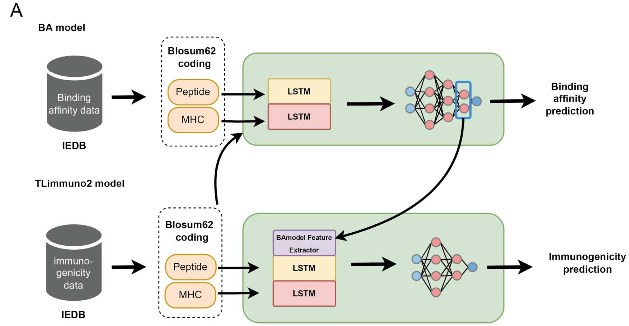 A
BA model
Blosum62
coding
Binding
affinity data
Peptide
MHC
LSTM
LSTM
Binding
affinity
prediction
IEDB
TLimmuno2 model
Blosum62
coding
immuno-
genicity
data
Peptide
MHC
BAmodel Feature
Extractor
LSTM
LSTM
Immunogenicity
prediction
IEDB